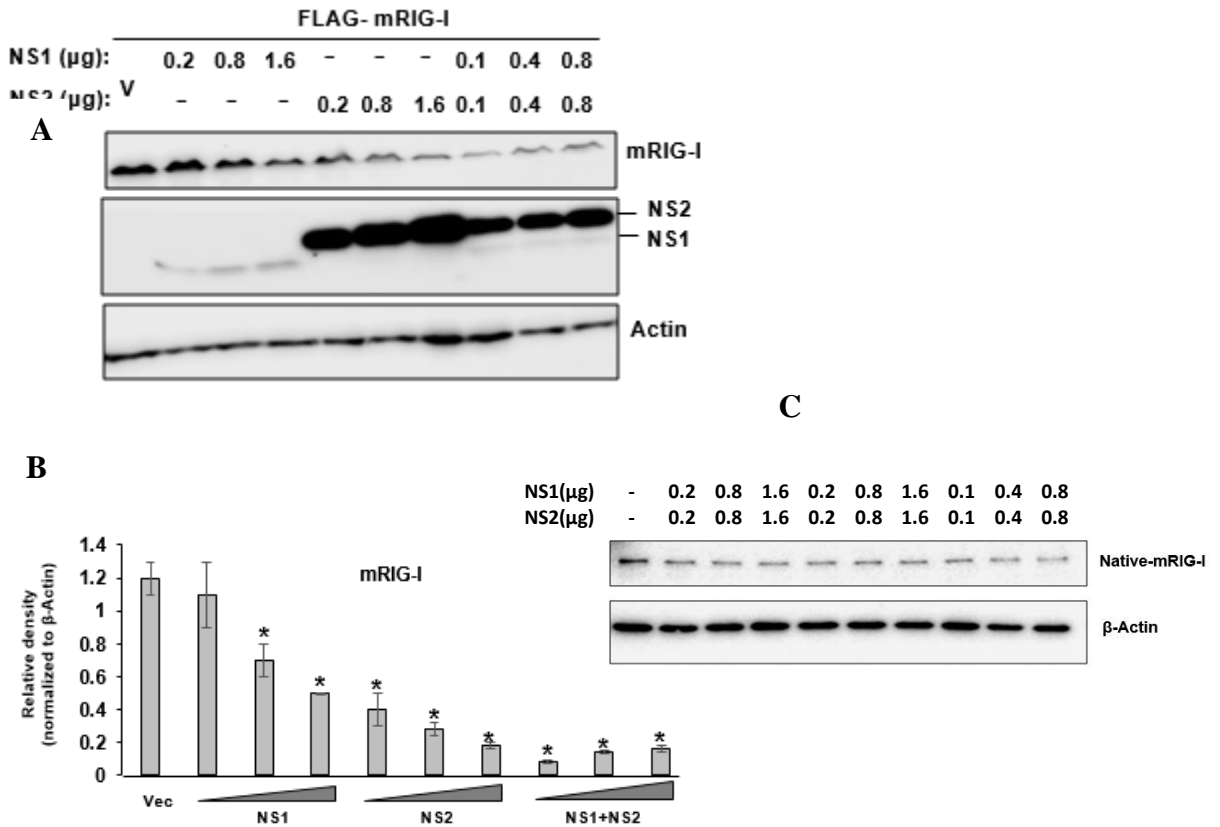 FLAG- mRIG-I
NS1 (µg): 0.2 0.8 1.6 – – – 0.1 0.4 0.8
V
(µg): – – – 0.2 0.8 1.6 0.1 0.4 0.8
A
mRIG-I
NS2
NS1
Actin
C
B
NS1(µg) - 0.2 0.8 1.6 0.2 0.8 1.6 0.1 0.4 0.8
NS2(µg) - 0.2 0.8 1.6 0.2 0.8 1.6 0.1 0.4 0.8
Native-mRIG-I
β-Actin
mRIG-I
Relative density
(normalized to β-Actin)
1.4
1.2
1
0.8
0.6
0.4
0.2
0
* * * * * * * *
Vec
NS1 NS2 NS1+NS2